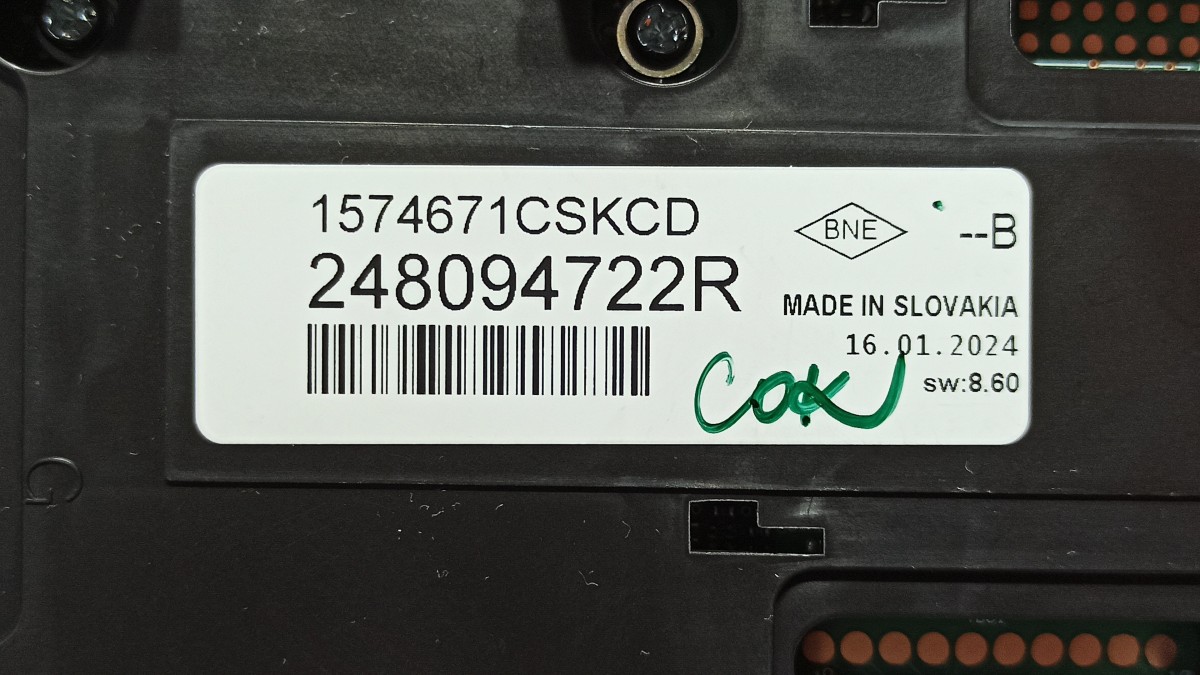 1574671CSKCD
248094722R
BNE
--B
MADE IN SLOVAKIA
16.01.2024
sw:8.60
G